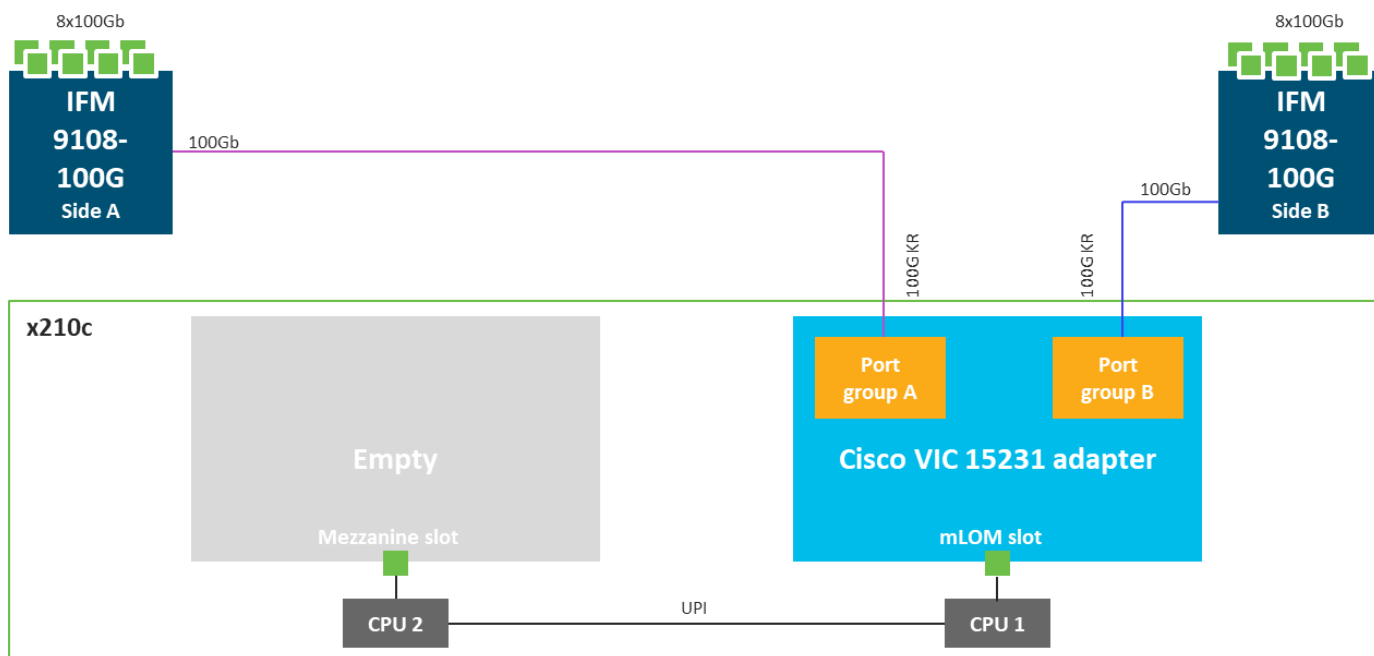 8x100Gb
8x100Gb
IFM
9108-
100G
Side A
IFM
9108-
100G
Side B
100Gb
100Gb
100G KR
100G KR
x210c
Port
group A
Port
group B
Empty
Cisco VIC 15231 adapter
Mezzanine slot
mLOM slot
UPI
CPU 2
CPU 1